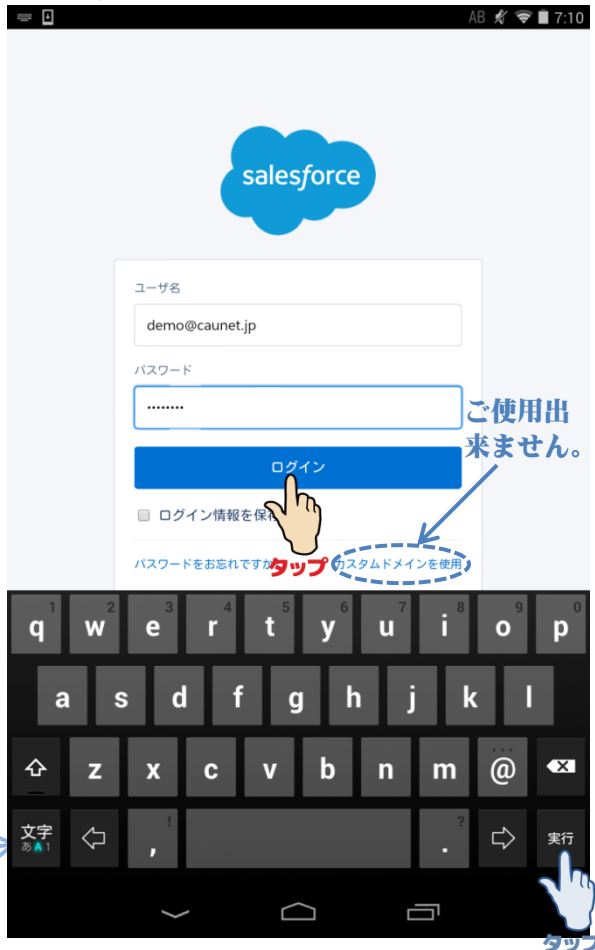 AB 7:10
salesforce
ユーザ名
demo@caunet.jp
パスワード
••••••••
ご使用出
来ません。
ログイン
ログイン情報を保
パスワードをお忘れですか
タップ
カスタムドメインを使用
1 2 3 4 5 6 7 8 9 0
q w e r t y u i o p
a s d f g h j k l
z x c v b n m @
文字
あA1
, ! . ?
実行
タップ